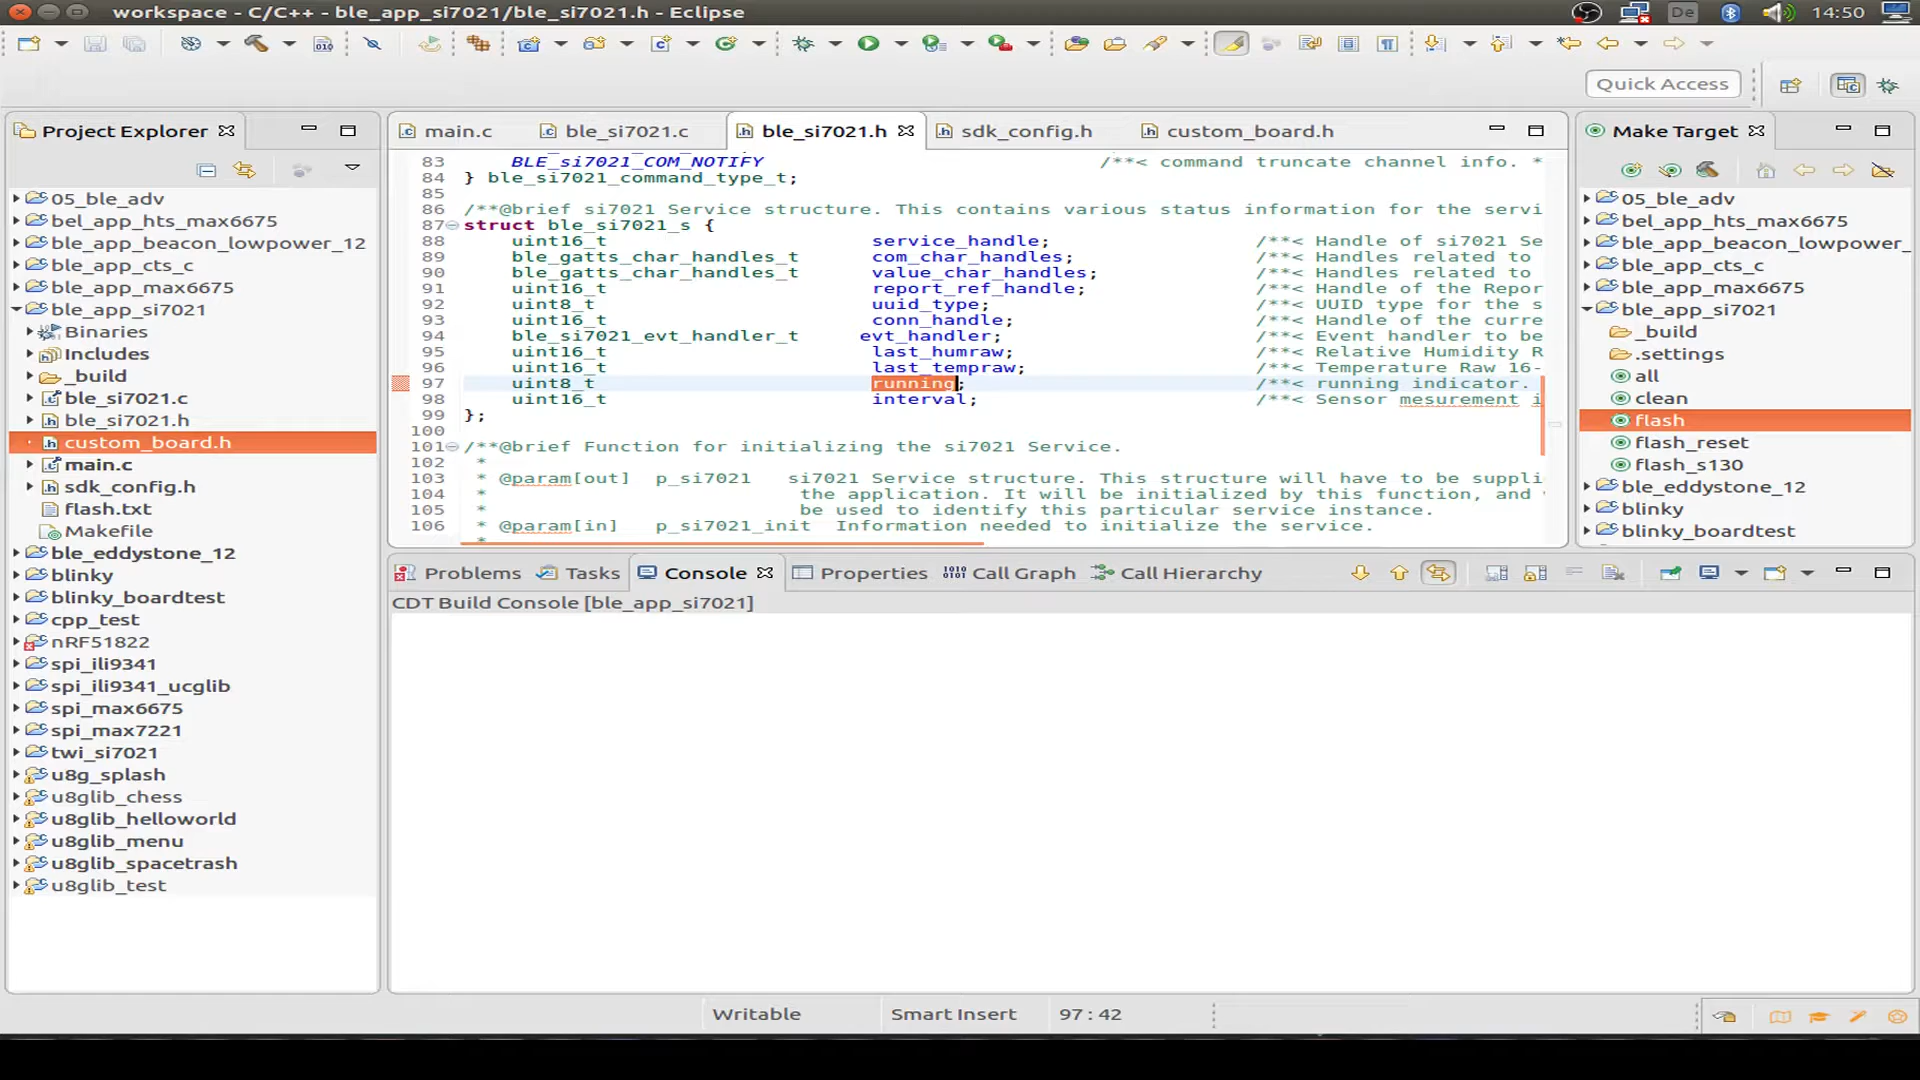 workspace - C/C++ - ble_app_si7021/ble_si7021.h - Eclipse
De
14:50
Quick Access
Project Explorer
05_ble_adv
bel_app_hts_max6675
ble_app_beacon_lowpower_12
ble_app_cts_c
ble_app_max6675
ble_app_si7021
Binaries
Includes
_build
ble_si7021.c
ble_si7021.h
custom_board.h
main.c
sdk_config.h
flash.txt
Makefile
ble_eddystone_12
blinky
blinky_boardtest
cpp_test
nRF51822
spi_ili9341
spi_ili9341_ucglib
spi_max6675
spi_max7221
twi_si7021
u8g_splash
u8glib_chess
u8glib_helloworld
u8glib_menu
u8glib_spacetrash
u8glib_test
main.c ble_si7021.c ble_si7021.h sdk_config.h custom_board.h
83 BLE_si7021_COM_NOTIFY /**< command truncate channel info. *
84 } ble_si7021_command_type_t;
85
86 /**@brief si7021 Service structure. This contains various status information for the servi
87 struct ble_si7021_s {
88 uint16_t service_handle; /**< Handle of si7021 Se
89 ble_gatts_char_handles_t com_char_handles; /**< Handles related to
90 ble_gatts_char_handles_t value_char_handles; /**< Handles related to
91 uint16_t report_ref_handle; /**< Handle of the Repor
92 uint8_t uuid_type; /**< UUID type for the s
93 uint16_t conn_handle; /**< Handle of the curre
94 ble_si7021_evt_handler_t evt_handler; /**< Event handler to be
95 uint16_t last_humraw; /**< Relative Humidity R
96 uint16_t last_tempraw; /**< Temperature Raw 16-
97 uint8_t running; /**< running indicator.
98 uint16_t interval; /**< Sensor mesurement i
99 };
100
101 /**@brief Function for initializing the si7021 Service.
102 *
103 * @param[out] p_si7021 si7021 Service structure. This structure will have to be suppli
104 * the application. It will be initialized by this function, and
105 * be used to identify this particular service instance.
106 * @param[in] p_si7021_init Information needed to initialize the service.
*
Make Target
05_ble_adv
bel_app_hts_max6675
ble_app_beacon_lowpower_
ble_app_cts_c
ble_app_max6675
ble_app_si7021
_build
.settings
all
clean
flash
flash_reset
flash_s130
ble_eddystone_12
blinky
blinky_boardtest
Problems Tasks Console Properties Call Graph Call Hierarchy
CDT Build Console [ble_app_si7021]
Writable Smart Insert 97 : 42